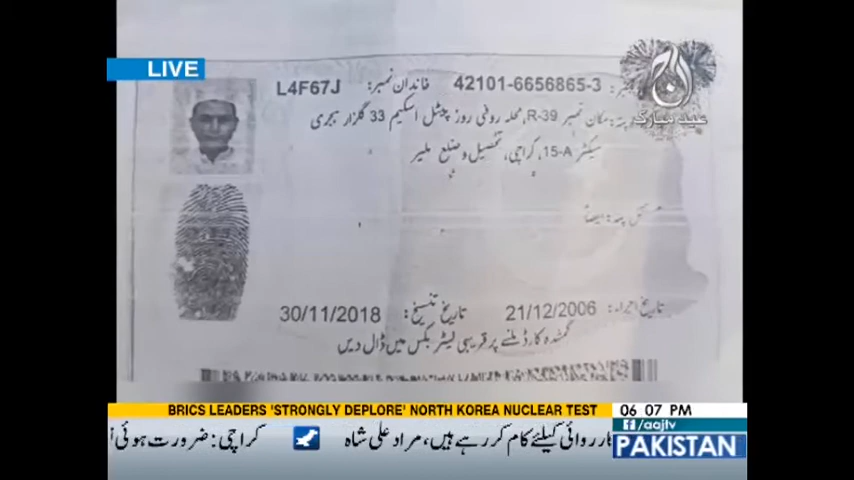 LIVE
L4F67J خاندان نمبر: 42101-6656865-3
پتہ: مکان نمبر R-39، محلہ روفی روز پیٹل اسکیم 33 گلزار ہجری
سیکٹر 15-A، کراچی، تحصیل و ضلع ملیر
آج
عید مبارک
پتہ: ایضاً
تاریخ اجراء: 21/12/2006 تاریخ تنسیخ: 30/11/2018
گمشدہ کارڈ ملنے پر قریبی لیٹر بکس میں ڈال دیں
BRICS LEADERS 'STRONGLY DEPLORE' NORTH KOREA NUCLEAR TEST
06 07 PM
/aajtv
PAKISTAN
رروائی کیلئے کام کر رہے ہیں، مراد علی شاہ
کراچی: ضرورت ہوئی